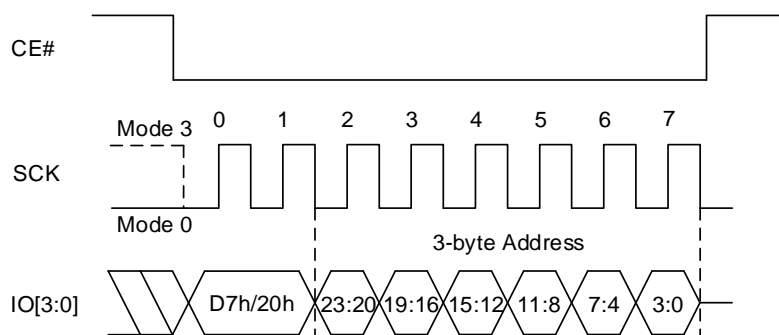 CE#
0 1 2 3 4 5 6 7
Mode 3
SCK
Mode 0
3-byte Address
IO[3:0] D7h/20h 23:20 19:16 15:12 11:8 7:4 3:0